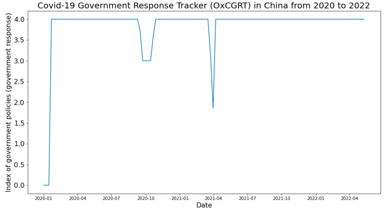 Covid-19 Government Response Tracker (OxCGRT) in China from 2020 to 2022
Index of government policies (government response)
4.0
3.5
3.0
2.5
2.0
1.5
1.0
0.5
0.0
2020-01 2020-04 2020-07 2020-10 2021-01 2021-04 2021-07 2021-10 2022-01 2022-04
Date